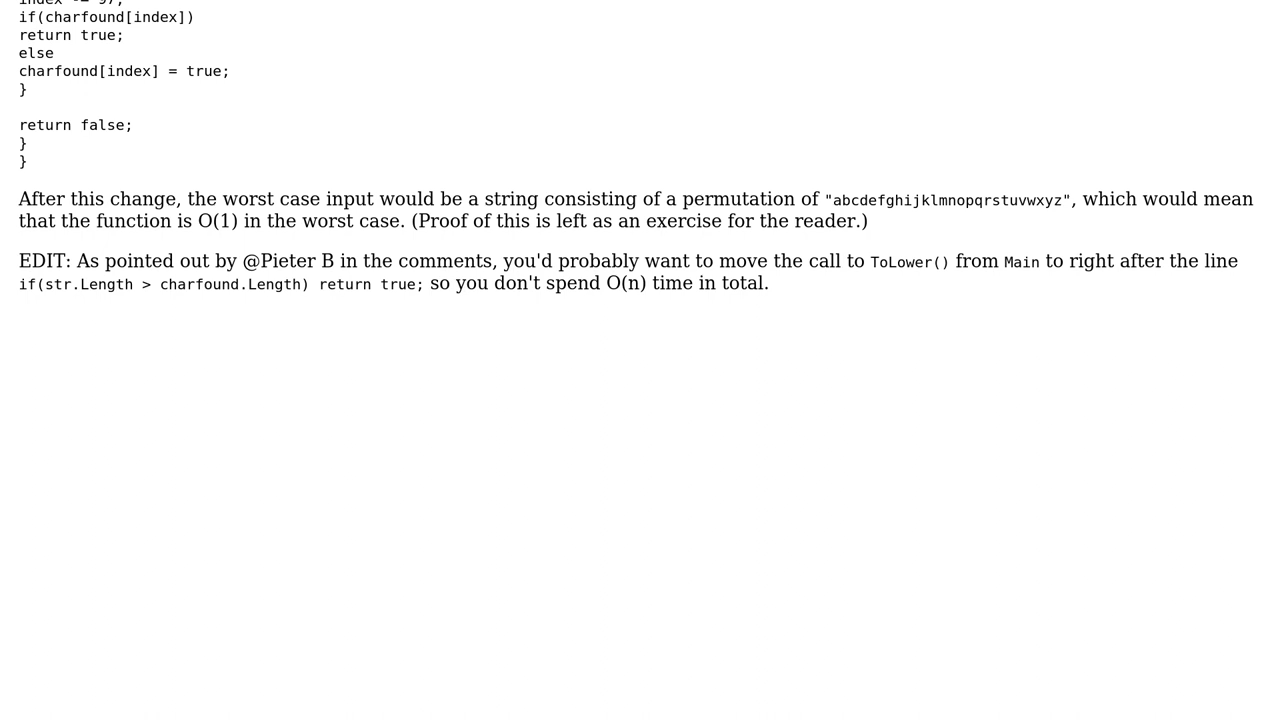 index -= 97;
if(charfound[index])
return true;
else
charfound[index] = true;
}
return false;
}
}
After this change, the worst case input would be a string consisting of a permutation of "abcdefghijklmnopqrstuvwxyz", which would mean
that the function is O(1) in the worst case. (Proof of this is left as an exercise for the reader.)
EDIT: As pointed out by @Pieter B in the comments, you'd probably want to move the call to ToLower() from Main to right after the line
if(str.Length > charfound.Length) return true; so you don't spend O(n) time in total.